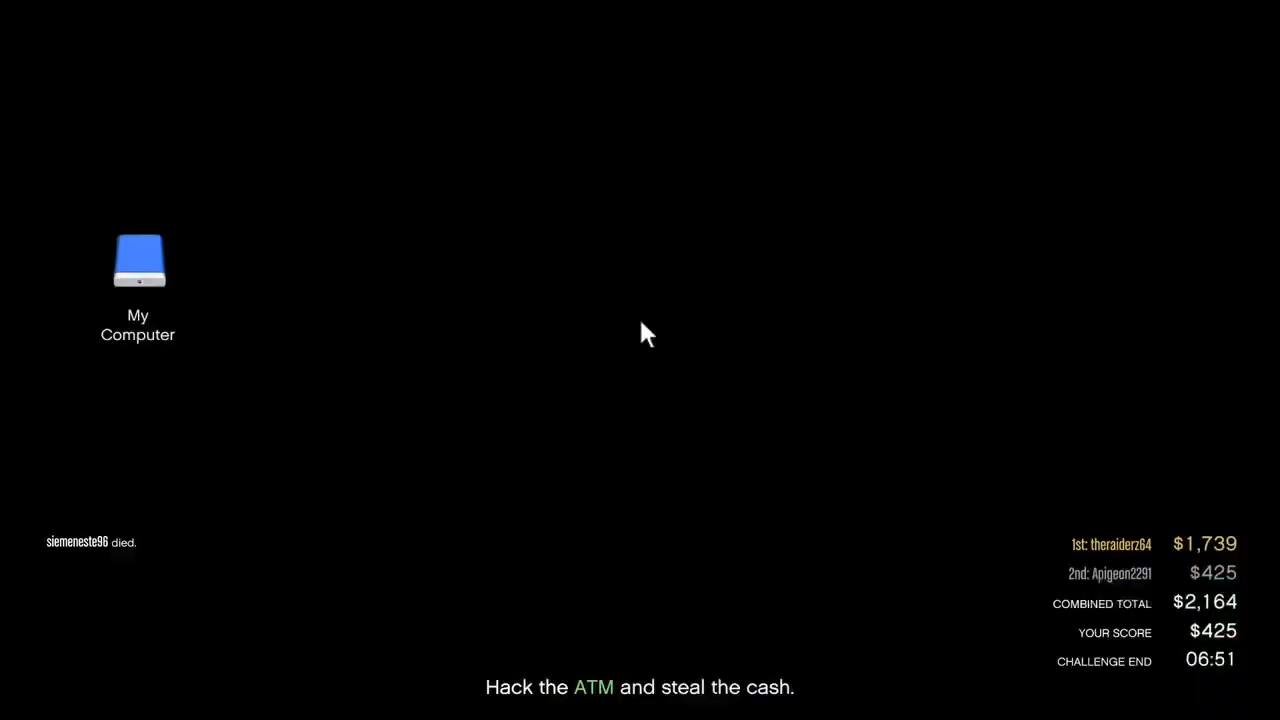 My
Computer
siemeneste96 died.
1st: theraiderz64 $1,739
2nd: Apigeon2291 $425
COMBINED TOTAL $2,164
YOUR SCORE $425
CHALLENGE END 06:51
Hack the ATM and steal the cash.